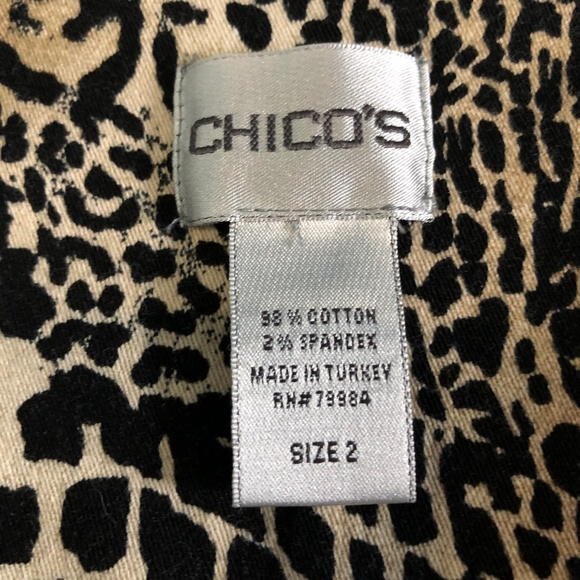 CHICO'S
98% COTTON
2% SPANDEX
MADE IN TURKEY
RN#79984
SIZE 2